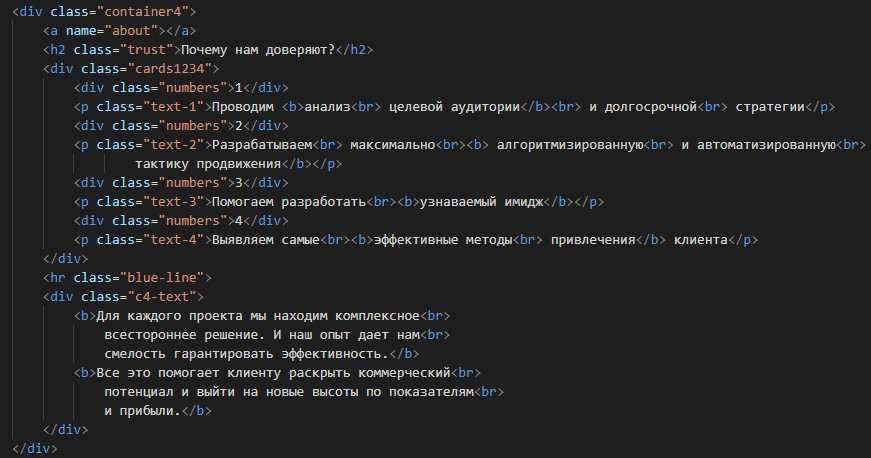 <div class="container4">
<a name="about"></a>
<h2 class="trust">Почему нам доверяют?</h2>
<div class="cards1234">
<div class="numbers">1</div>
<p class="text-1">Проводим <b>анализ<br> целевой аудитории</b><br> и долгосрочной<br> стратегии</p>
<div class="numbers">2</div>
<p class="text-2">Разрабатываем<br> максимально<br><b> алгоритмизированную<br> и автоматизированную<br>
тактику продвижения</b></p>
<div class="numbers">3</div>
<p class="text-3">Помогаем разработать<br><b>узнаваемый имидж</b></p>
<div class="numbers">4</div>
<p class="text-4">Выявляем самые<br><b>эффективные методы<br> привлечения</b> клиента</p>
</div>
<hr class="blue-line">
<div class="c4-text">
<b>Для каждого проекта мы находим комплексное<br>
всестороннее решение. И наш опыт дает нам<br>
смелость гарантировать эффективность.</b>
<b>Все это помогает клиенту раскрыть коммерческий<br>
потенциал и выйти на новые высоты по показателям<br>
и прибыли.</b>
</div>
</div>